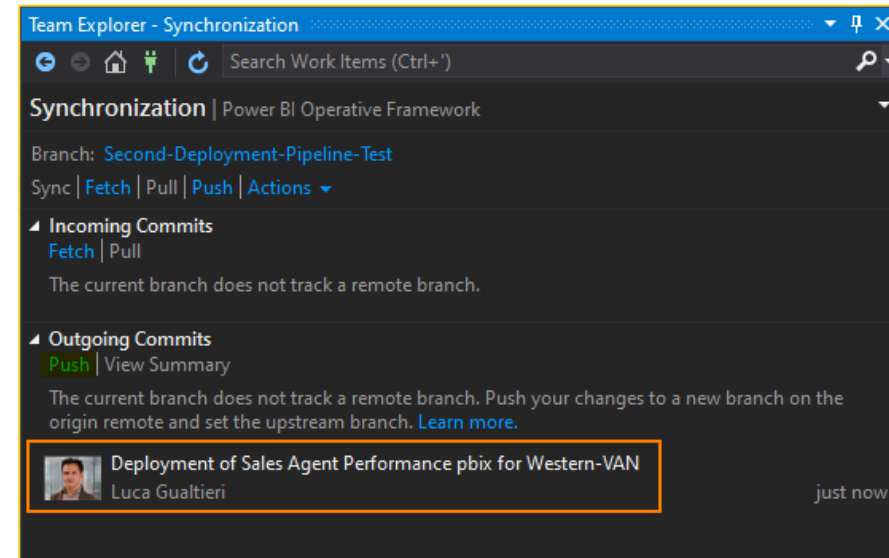 Team Explorer - Synchronization
Search Work Items (Ctrl+')
Synchronization | Power BI Operative Framework
Branch: Second-Deployment-Pipeline-Test
Sync | Fetch | Pull | Push | Actions
Incoming Commits
Fetch | Pull
The current branch does not track a remote branch.
Outgoing Commits
Push | View Summary
The current branch does not track a remote branch. Push your changes to a new branch on the
origin remote and set the upstream branch. Learn more.
Deployment of Sales Agent Performance pbix for Western-VAN
Luca Gualtieri just now